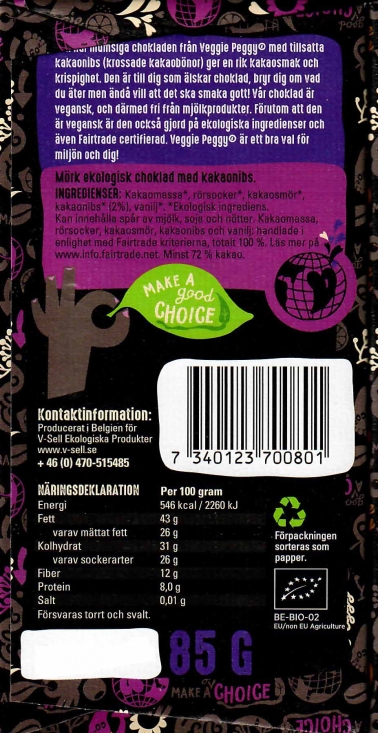 mumsiga chokladen från Veggie Peggy® med tillsatta
kakaonibs (krossade kakaobönor) ger en rik kakaosmak och
krispighet. Den är till dig som älskar choklad, bryr dig om vad
du äter men ändå vill att det ska smaka gott! Vår choklad är
vegansk, och därmed fri från mjölkprodukter. Förutom att den
är vegansk är den också gjord på ekologiska ingredienser och
även Fairtrade certifierad. Veggie Peggy® är ett bra val för
miljön och dig!
Mörk ekologisk choklad med kakaonibs.
INGREDIENSER: Kakaomassa*, rörsocker*, kakaosmör*,
kakaonibs* (2%), vanilj*. *Ekologisk ingrediens.
Kan innehålla spår av mjölk, soja och nötter. Kakaomassa,
rörsocker, kakaosmör, kakaonibs och vanilj: handlade i
enlighet med Fairtrade kriterierna, totalt 100 %. Läs mer på
www.info.fairtrade.net. Minst 72 % kakao.
MAKE A
good
CHOICE
Kontaktinformation:
Producerat i Belgien för
V-Sell Ekologiska Produkter
www.v-sell.se
+ 46 (0) 470-515485
7 340123 700801
NÄRINGSDEKLARATION Per 100 gram
Energi 546 kcal / 2260 kJ
Fett 43 g
varav mättat fett 26 g
Kolhydrat 31 g
varav sockerarter 26 g
Fiber 12 g
Protein 8,0 g
Salt 0,01 g
Förvaras torrt och svalt.
Förpackningen
sorteras som
papper.
BE-BIO-02
EU/non EU Agriculture
85 G
MAKE A CHOICE